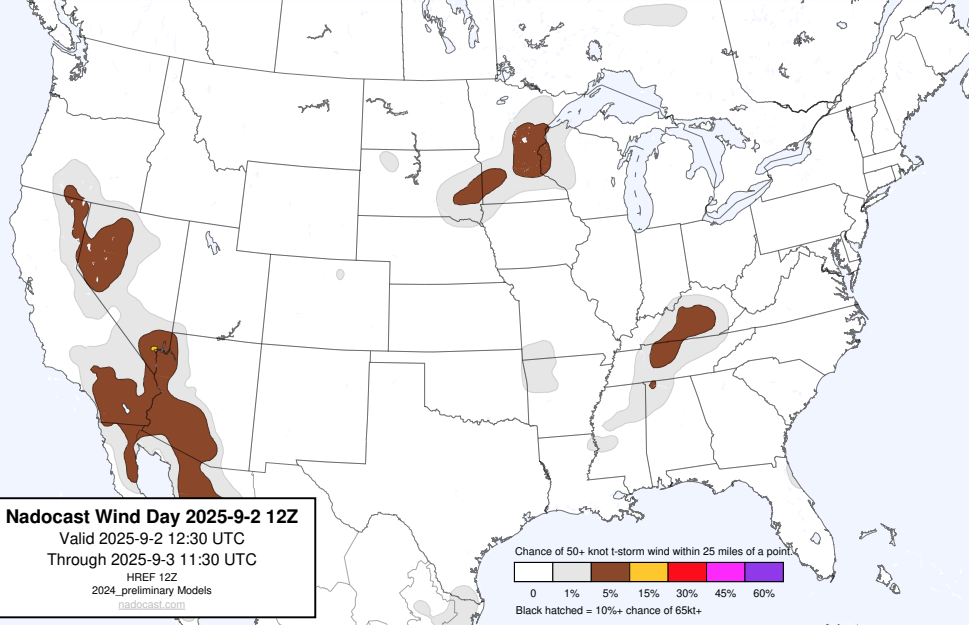 Nadocast Wind Day 2025-9-2 12Z
Valid 2025-9-2 12:30 UTC
Through 2025-9-3 11:30 UTC
HREF 12Z
2024_preliminary Models
nadocast.com
Chance of 50+ knot t-storm wind within 25 miles of a point.
0 1% 5% 15% 30% 45% 60%
Black hatched = 10%+ chance of 65kt+